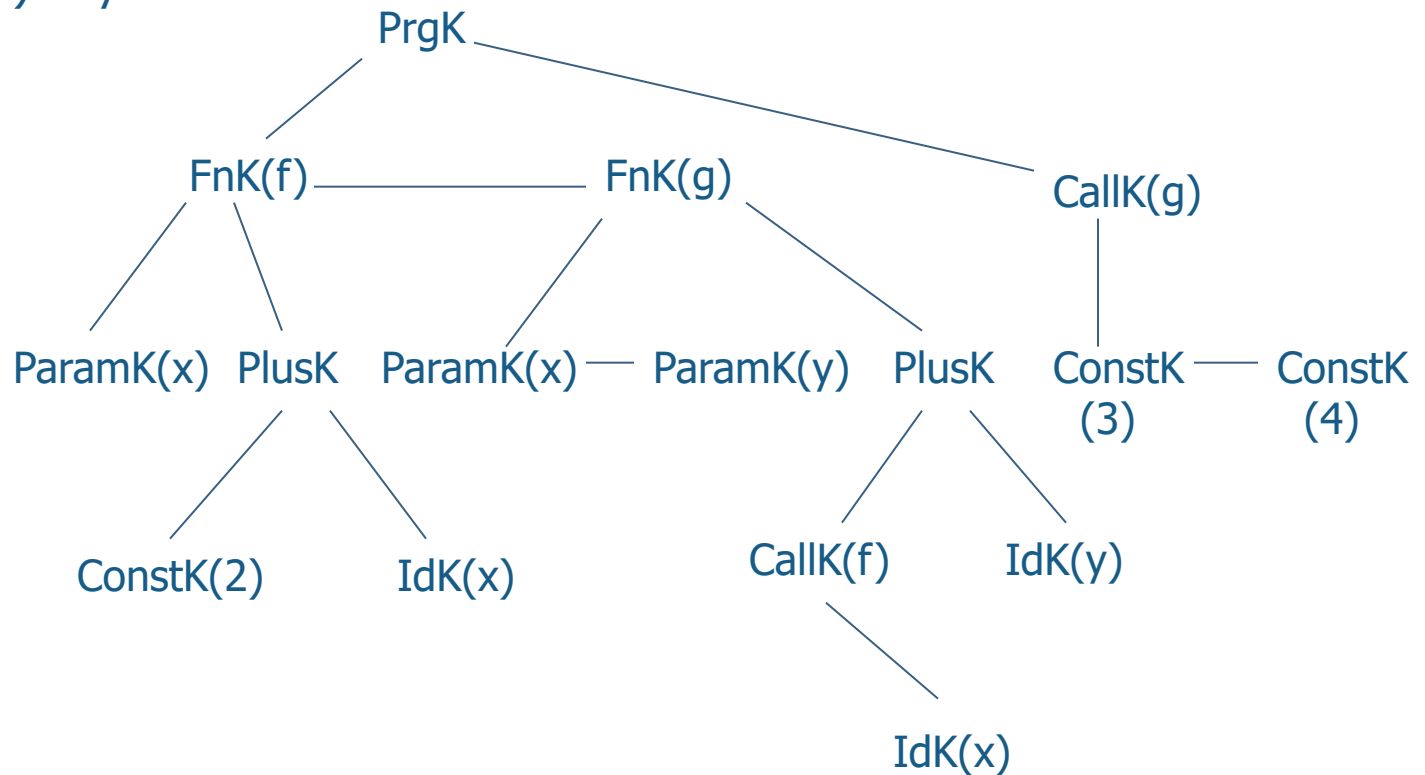 PrgK
FnK(f) FnK(g) CallK(g)
ParamK(x) PlusK ParamK(x) ParamK(y) PlusK ConstK ConstK
(3) (4)
ConstK(2) IdK(x) CallK(f) IdK(y)
IdK(x)